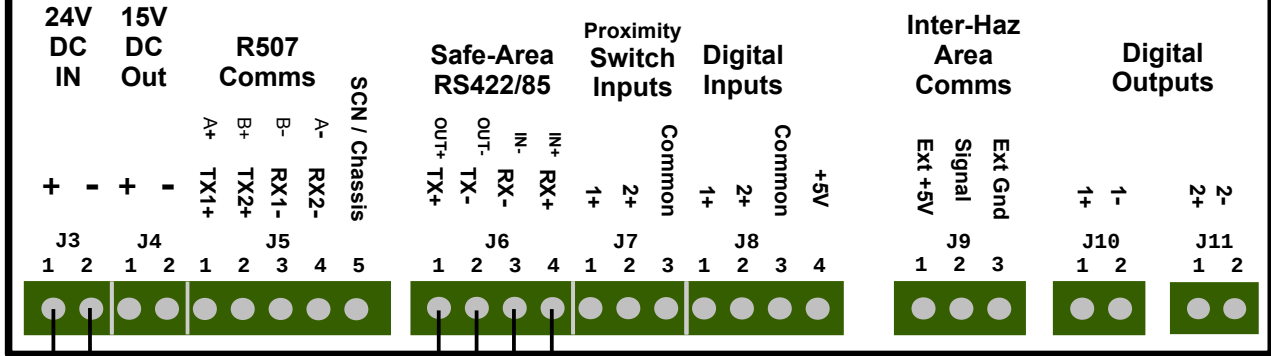 24V
DC
IN
15V
DC
Out
R507
Comms
Safe-Area
RS422/85
Proximity
Switch
Inputs
Digital
Inputs
Inter-Haz
Area
Comms
Digital
Outputs
+ - + -
A+ B+ B- A-
TX1+ TX2+ RX1- RX2- SCN / Chassis
OUT+ OUT- IN- IN+
TX+ TX- RX- RX+
1+ 2+ Common
1+ 2+ Common +5V
Ext +5V Signal Ext Gnd
1+ 1-
2+ 2-
J3 J4 J5 J6 J7 J8 J9 J10 J11
1 2 1 2 1 2 3 4 5 1 2 3 4 1 2 3 1 2 3 4 1 2 3 1 2 1 2